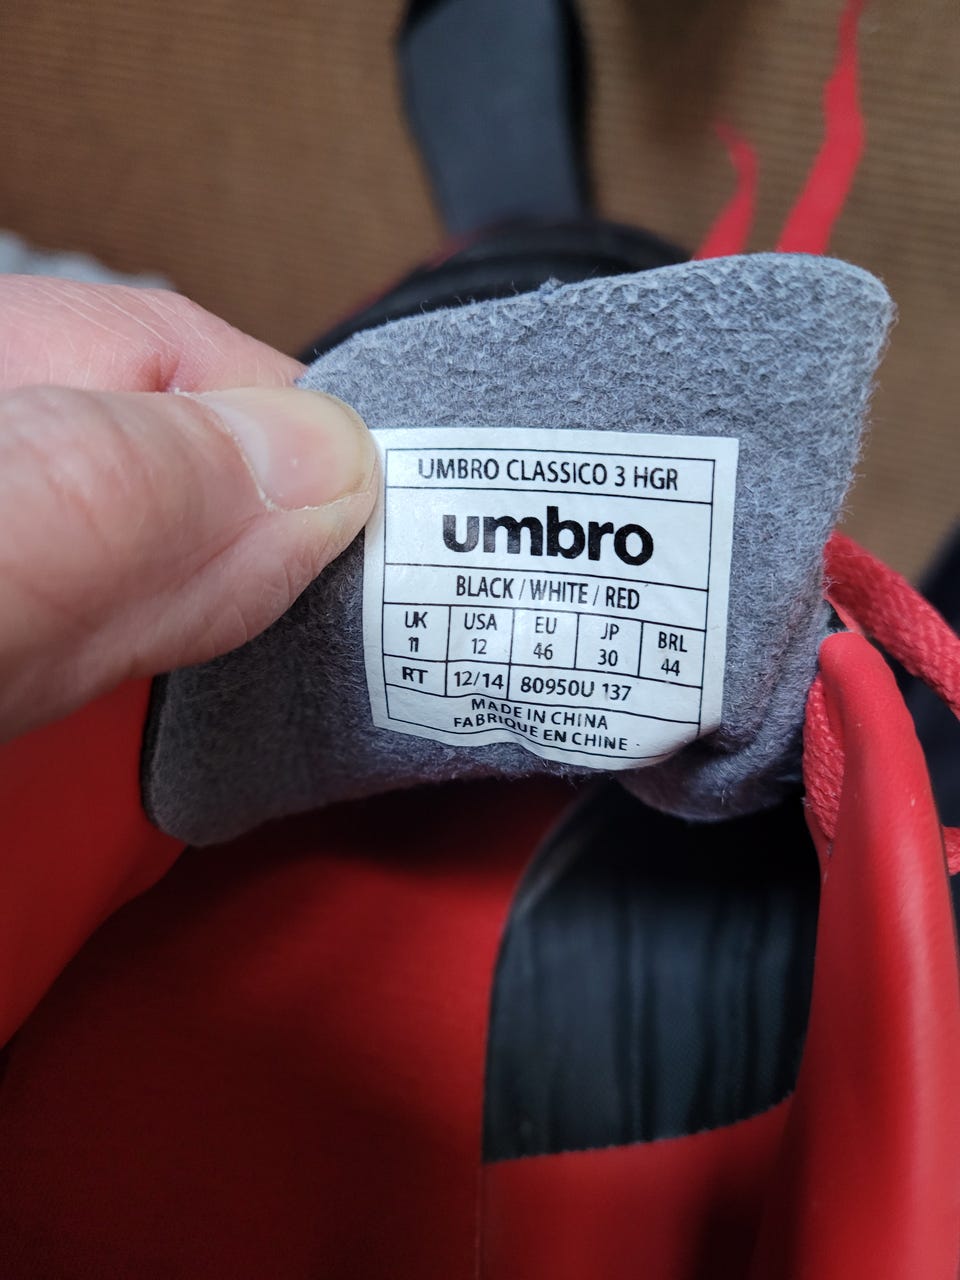 UMBRO CLASSICO 3 HGR
umbro
BLACK / WHITE / RED
UK USA EU JP BRL
11 12 46 30 44
RT 12/14 80950U 137
MADE IN CHINA
FABRIQUE EN CHINE